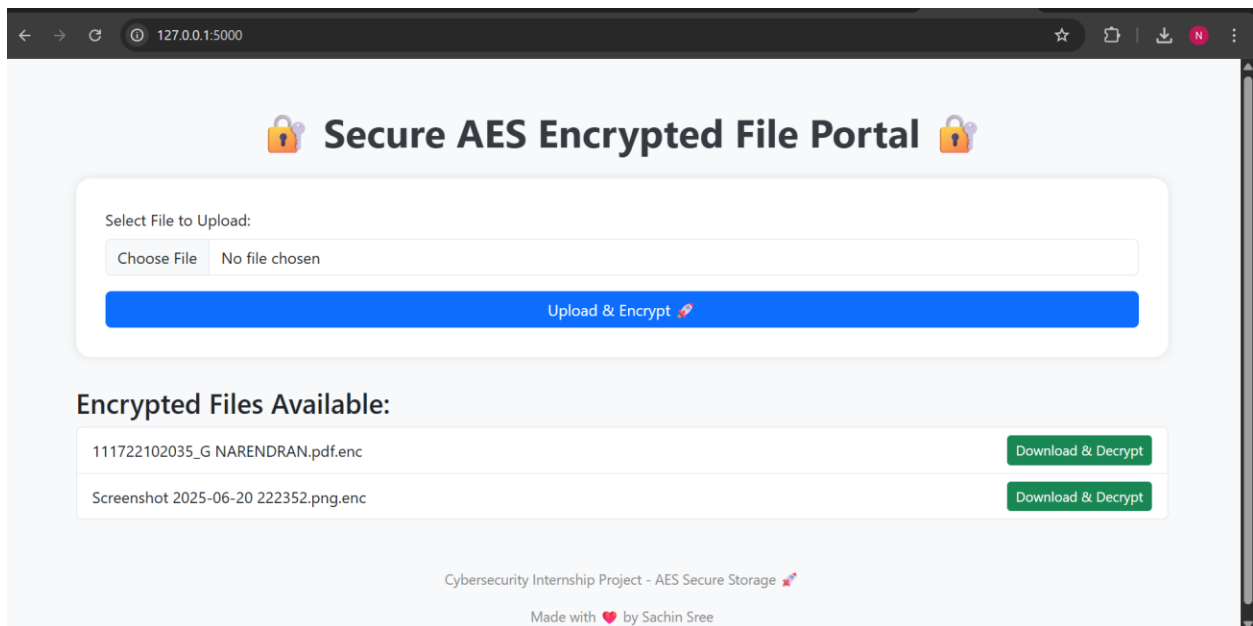 127.0.0.1:5000
N
🔐 Secure AES Encrypted File Portal 🔐
Select File to Upload:
Choose File No file chosen
Upload & Encrypt 🚀
Encrypted Files Available:
111722102035_G NARENDRAN.pdf.enc Download & Decrypt
Screenshot 2025-06-20 222352.png.enc Download & Decrypt
Cybersecurity Internship Project - AES Secure Storage 🚀
Made with ❤️ by Sachin Sree